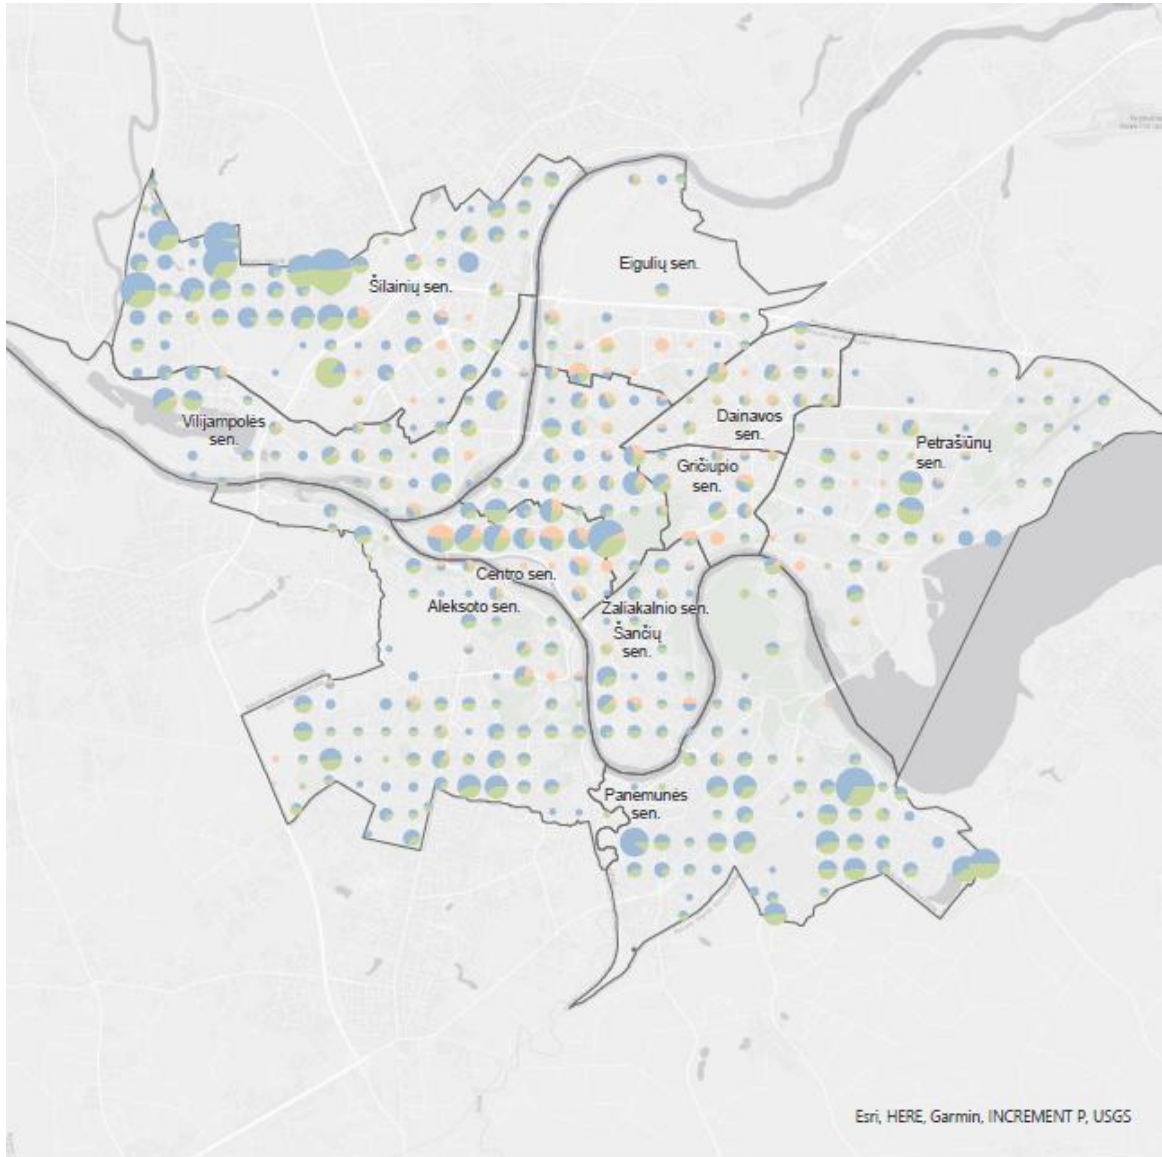 Eigulių sen.
Šilainių sen.
Dainavos
sen.
Vilijampolės
sen.
Petrašiūnų
sen.
Gričiupio
sen.
Centro sen.
Aleksoto sen.
Žaliakalnio sen.
Šančių
sen.
Panemunės
sen.
Esri, HERE, Garmin, INCREMENT P, USGS